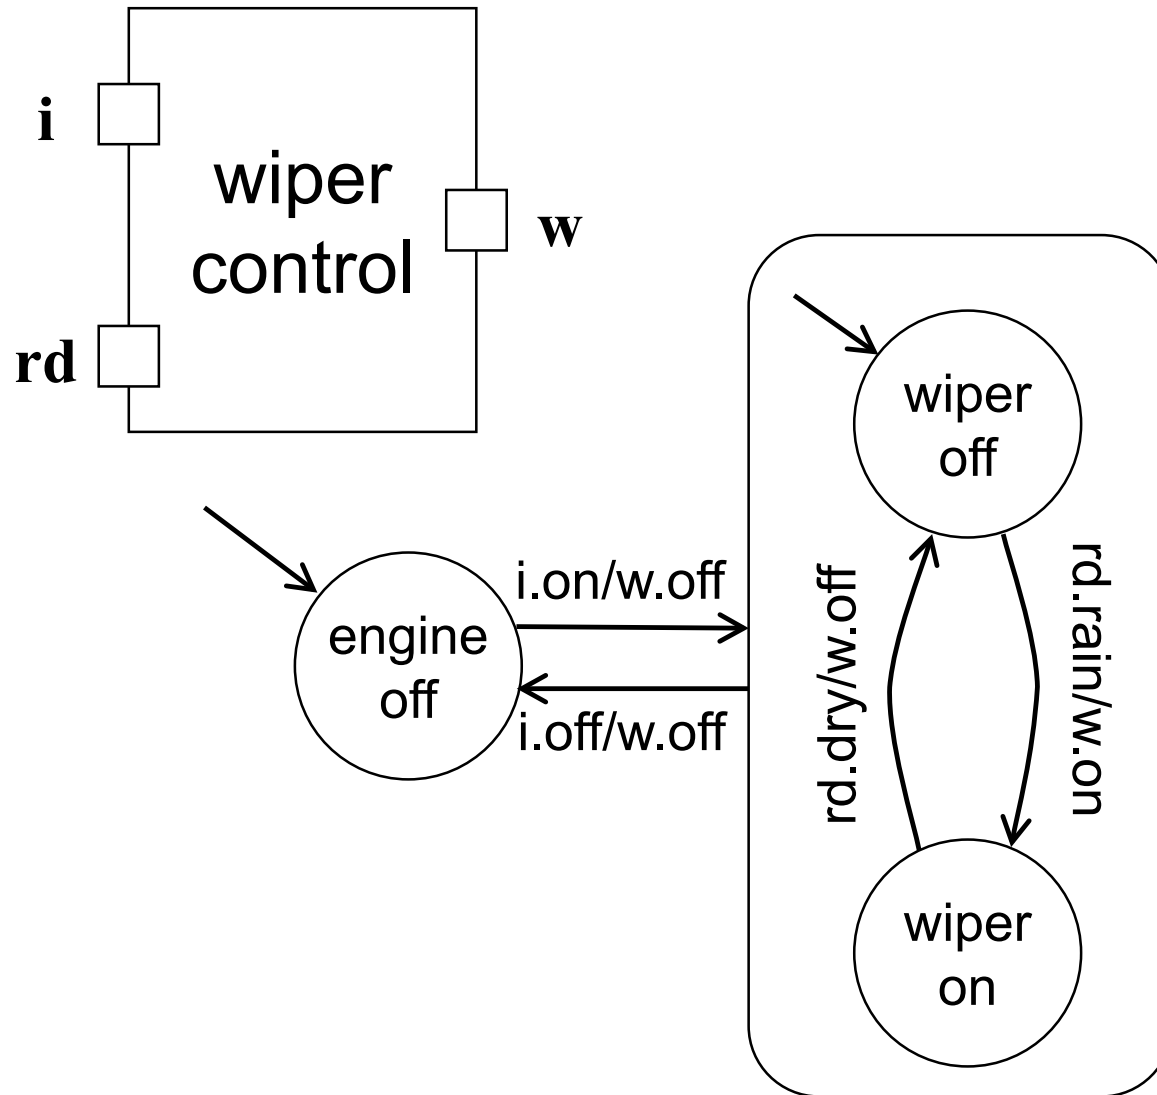 i
wiper
control
w
rd
wiper
off
engine
off
i.on/w.off
i.off/w.off
rd.dry/w.off
rd.rain/w.on
wiper
on